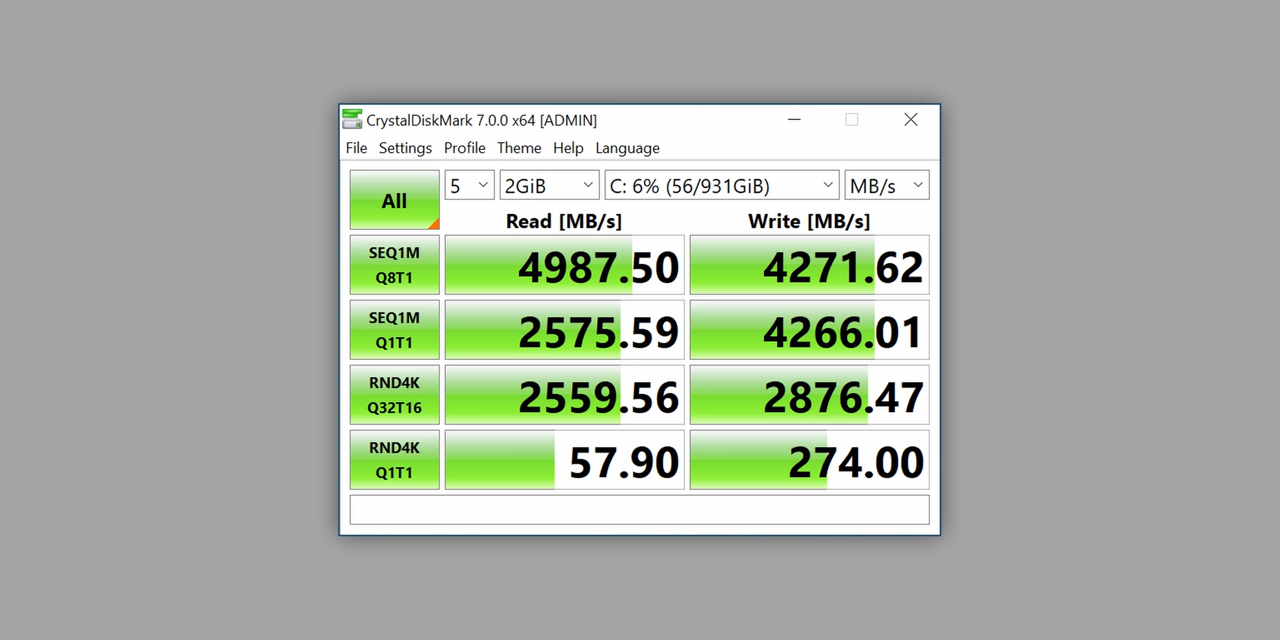 CrystalDiskMark 7.0.0 x64 [ADMIN]
File Settings Profile Theme Help Language
All 5 2GiB C: 6% (56/931GiB) MB/s
Read [MB/s] Write [MB/s]
SEQ1M
Q8T1
4987.50 4271.62
SEQ1M
Q1T1
2575.59 4266.01
RND4K
Q32T16
2559.56 2876.47
RND4K
Q1T1
57.90 274.00